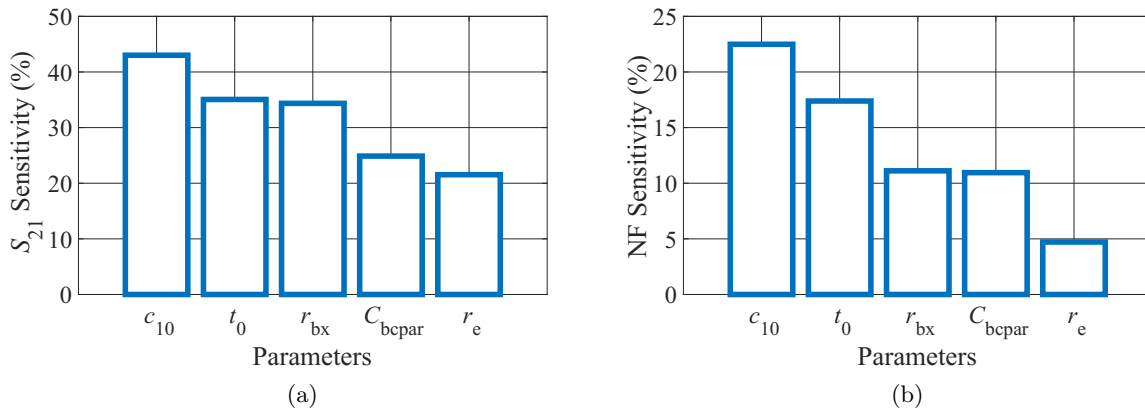 50
40
30
20
10
0
S21 Sensitivity (%)
c10 t0 rbx Cbcpar re
Parameters
(a)
25
20
15
10
5
0
NF Sensitivity (%)
c10 t0 rbx Cbcpar re
Parameters
(b)